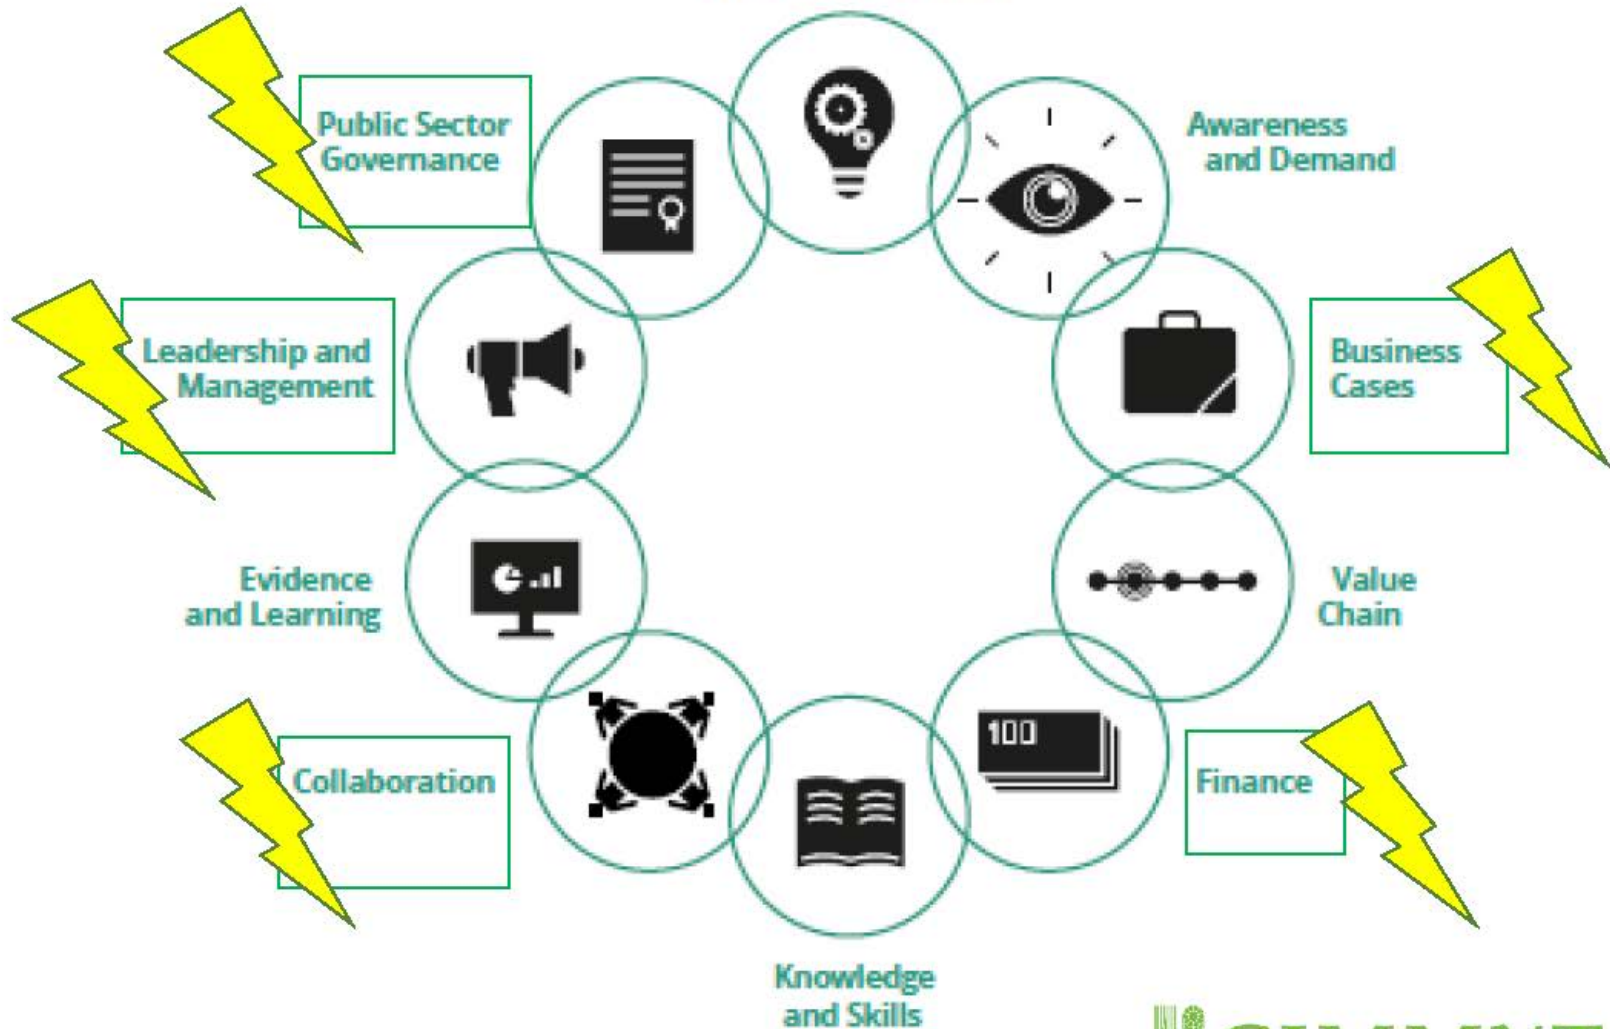 Public Sector
Governance
Awareness
and Demand
Leadership and
Management
Business
Cases
Evidence
and Learning
Value
Chain
Collaboration
100
Finance
Knowledge
and Skills